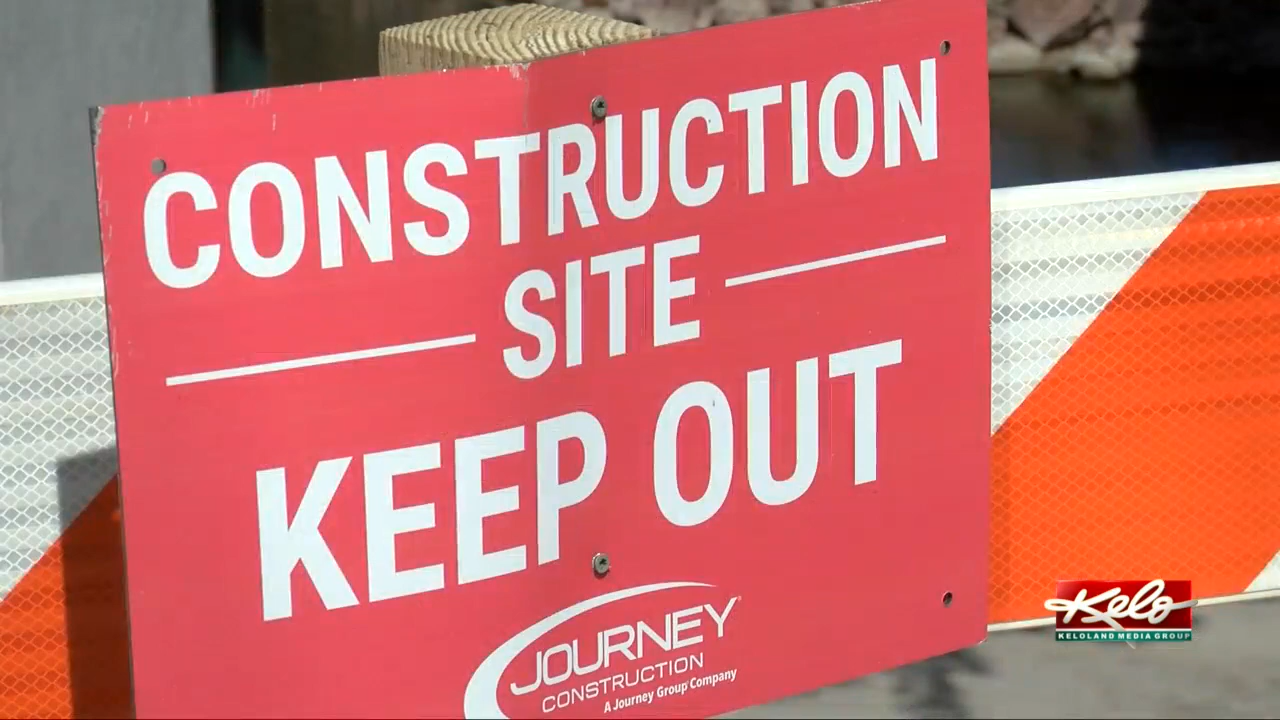 CONSTRUCTION
SITE
KEEP OUT
JOURNEY
CONSTRUCTION
A Journey Group Company
Kelo
KELOLAND MEDIA GROUP